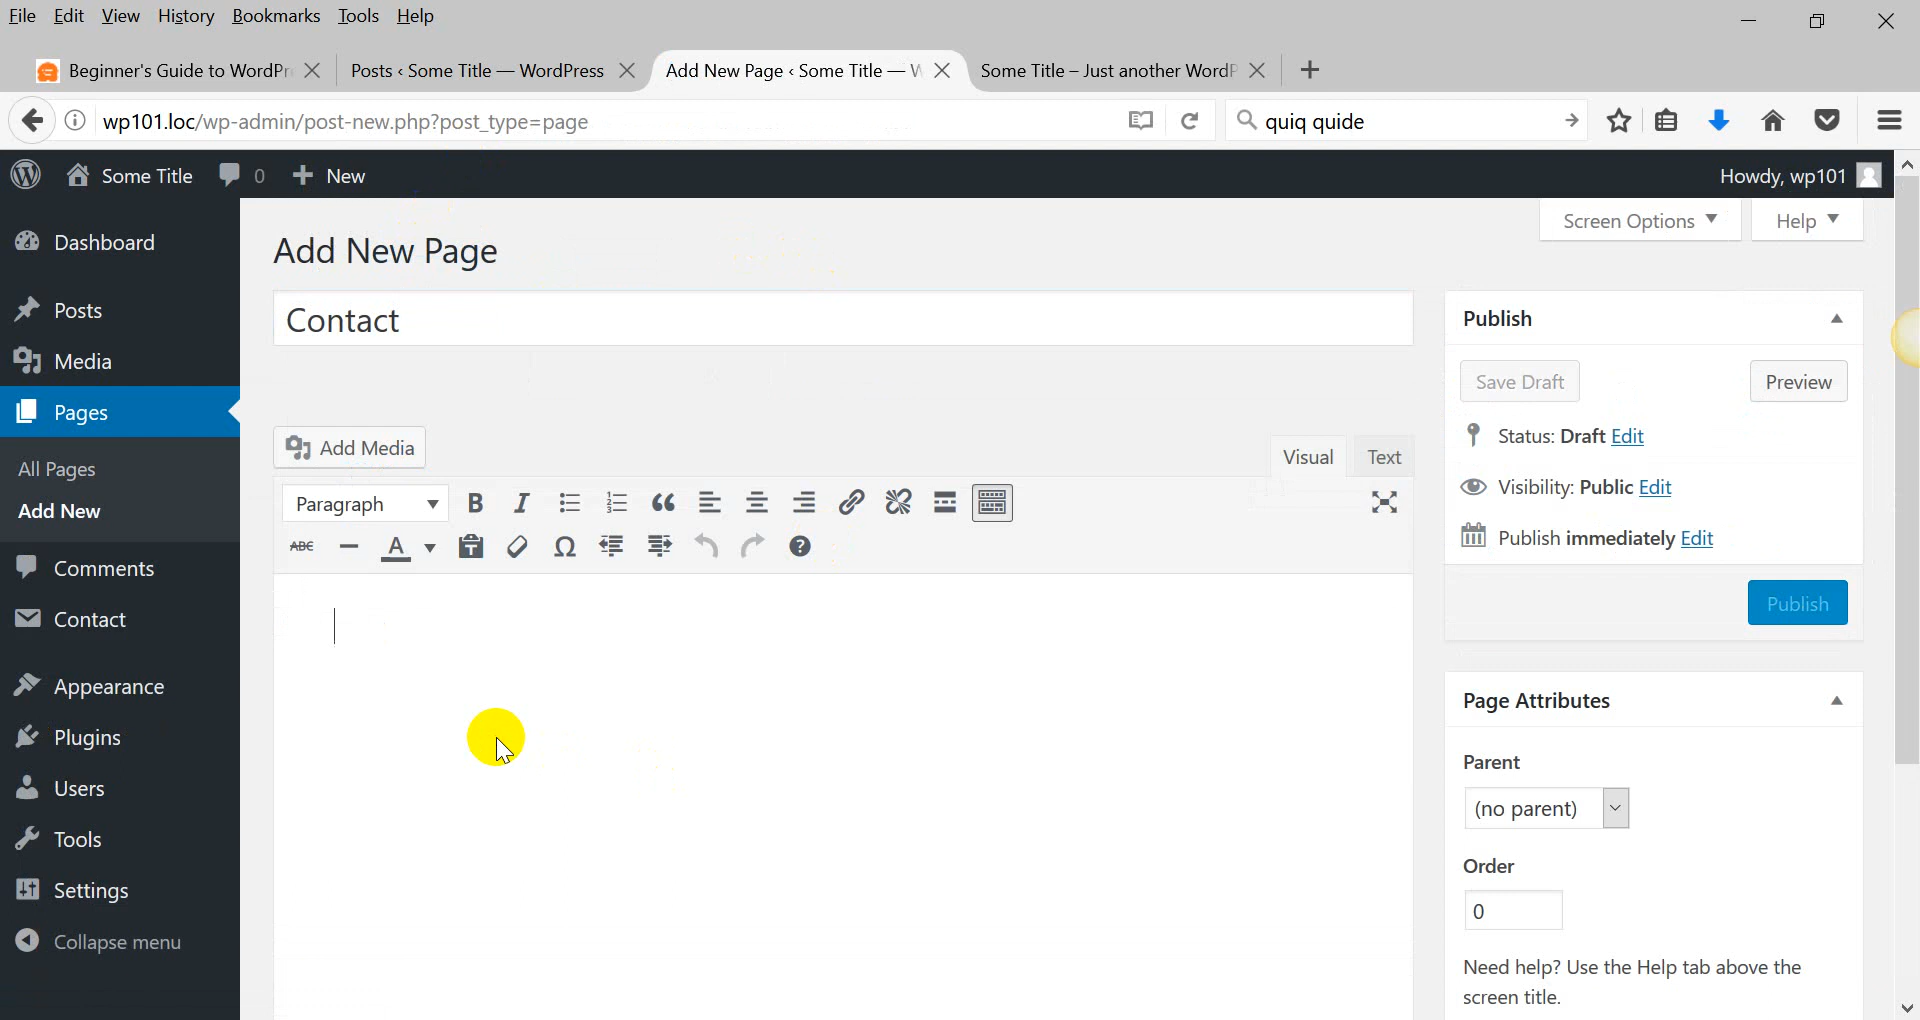 File Edit View History Bookmarks Tools Help
Beginner's Guide to WordPr
Posts ‹ Some Title — WordPress
Add New Page ‹ Some Title — W
Some Title – Just another WordP
wp101.loc/wp-admin/post-new.php?post_type=page
quiq quide
Some Title 0 New
Howdy, wp101
Screen Options Help
Dashboard
Posts
Media
Pages
All Pages
Add New
Comments
Contact
Appearance
Plugins
Users
Tools
Settings
Collapse menu
Add New Page
Contact
Add Media
Visual Text
Paragraph B I
ABC A
Publish
Save Draft Preview
Status: Draft Edit
Visibility: Public Edit
Publish immediately Edit
Publish
Page Attributes
Parent
(no parent)
Order
0
Need help? Use the Help tab above the
screen title.